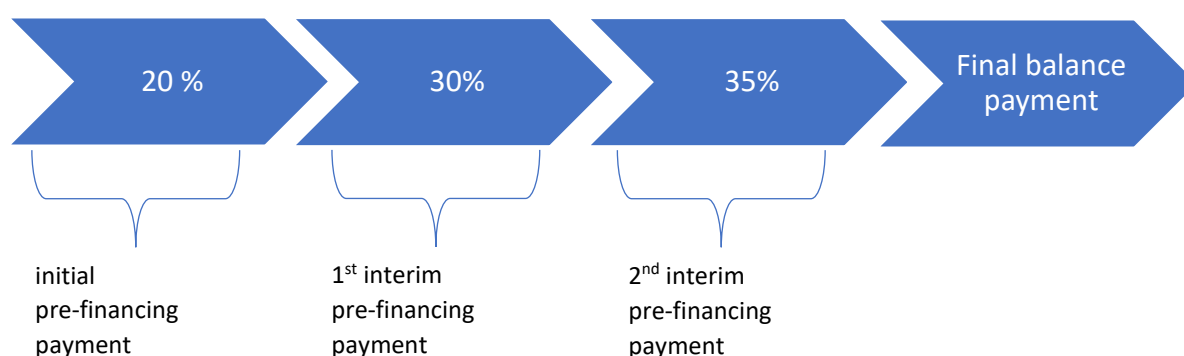 20 %
30%
35%
Final balance
payment
initial
pre-financing
payment
1st interim
pre-financing
payment
2nd interim
pre-financing
payment